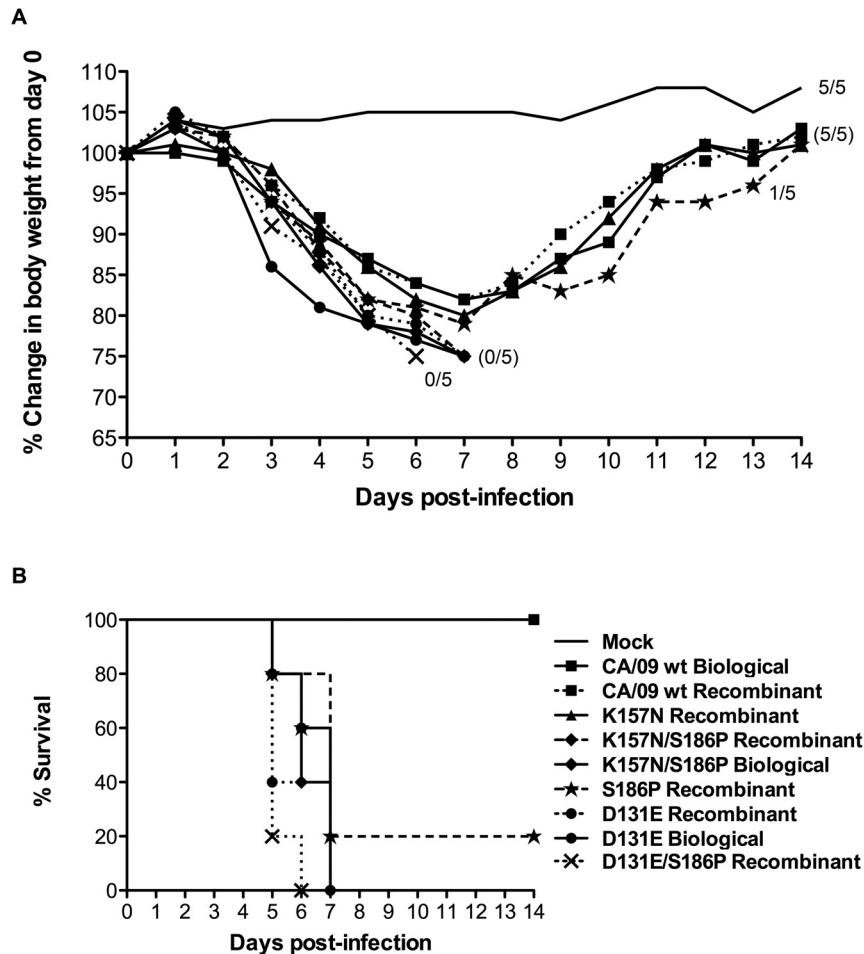 A
% Change in body weight from day 0
110
105
100
95
90
85
80
75
70
65
5/5
(5/5)
1/5
(0/5)
0/5
0 1 2 3 4 5 6 7 8 9 10 11 12 13 14
Days post-infection
B
% Survival
100
80
60
40
20
0
0 1 2 3 4 5 6 7 8 9 10 11 12 13 14
Days post-infection
Mock
CA/09 wt Biological
CA/09 wt Recombinant
K157N Recombinant
K157N/S186P Recombinant
K157N/S186P Biological
S186P Recombinant
D131E Recombinant
D131E Biological
D131E/S186P Recombinant